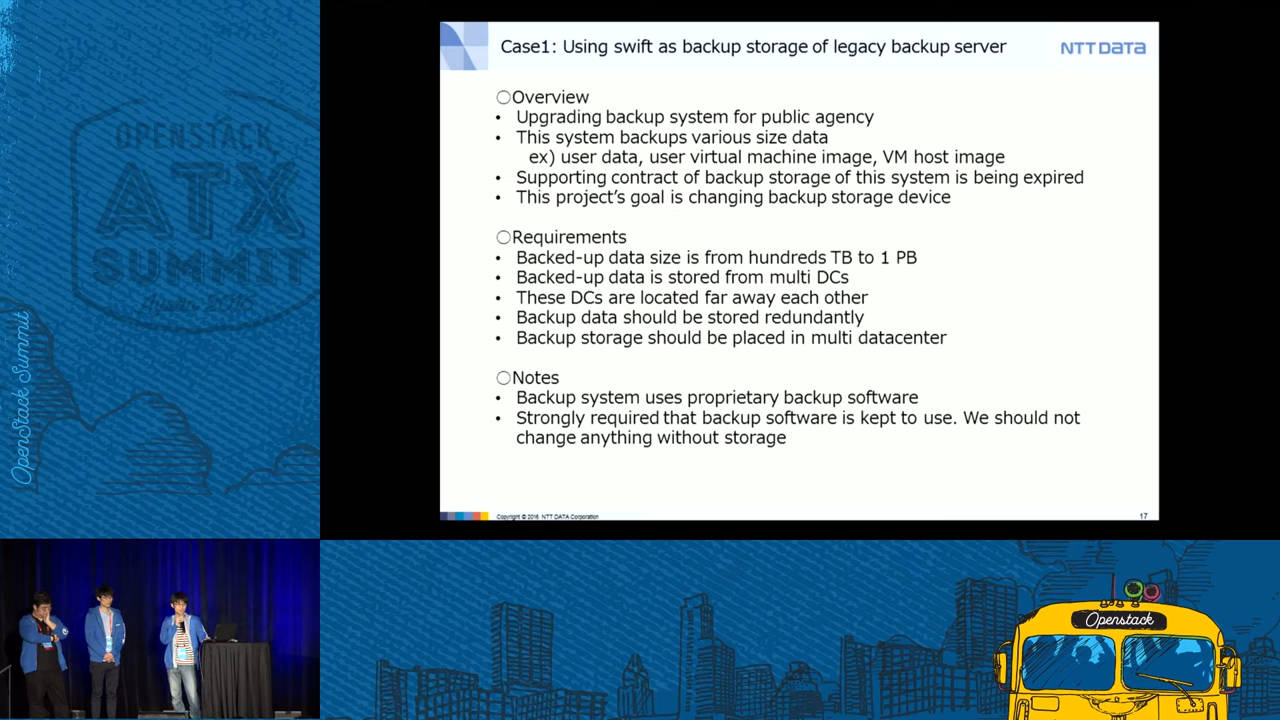 OPENSTACK
ATX
SUMMIT
OpenStack Summit
Case1: Using swift as backup storage of legacy backup server
NTT DATA
○Overview
• Upgrading backup system for public agency
• This system backups various size data
ex) user data, user virtual machine image, VM host image
• Supporting contract of backup storage of this system is being expired
• This project's goal is changing backup storage device
○Requirements
• Backed-up data size is from hundreds TB to 1 PB
• Backed-up data is stored from multi DCs
• These DCs are located far away each other
• Backup data should be stored redundantly
• Backup storage should be placed in multi datacenter
○Notes
• Backup system uses proprietary backup software
• Strongly required that backup software is kept to use. We should not
change anything without storage
Copyright © 2016 NTT DATA Corporation
17
Openstack